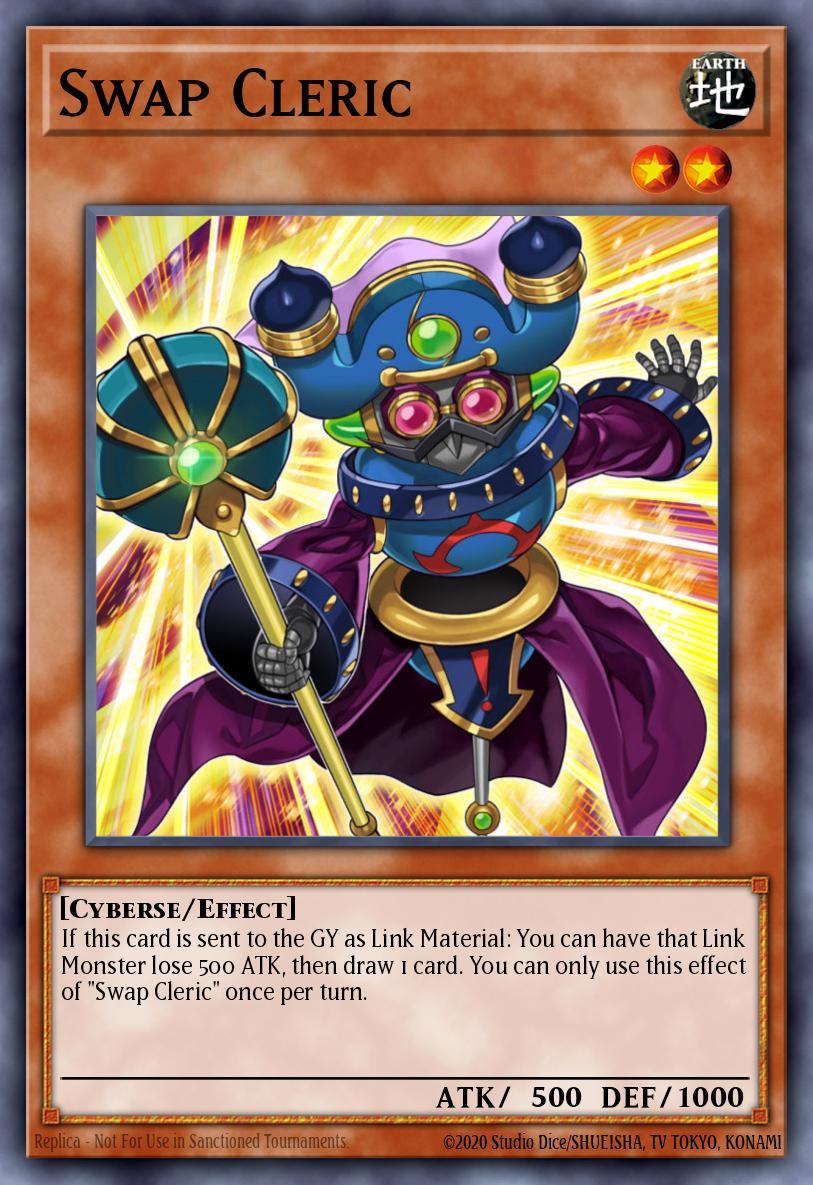 Swap Cleric
EARTH
地
[Cyberse/Effect]
If this card is sent to the GY as Link Material: You can have that Link
Monster lose 500 ATK, then draw 1 card. You can only use this effect
of "Swap Cleric" once per turn.
ATK/ 500 DEF/1000
Replica - Not For Use in Sanctioned Tournaments.
©2020 Studio Dice/SHUEISHA, TV TOKYO, KONAMI